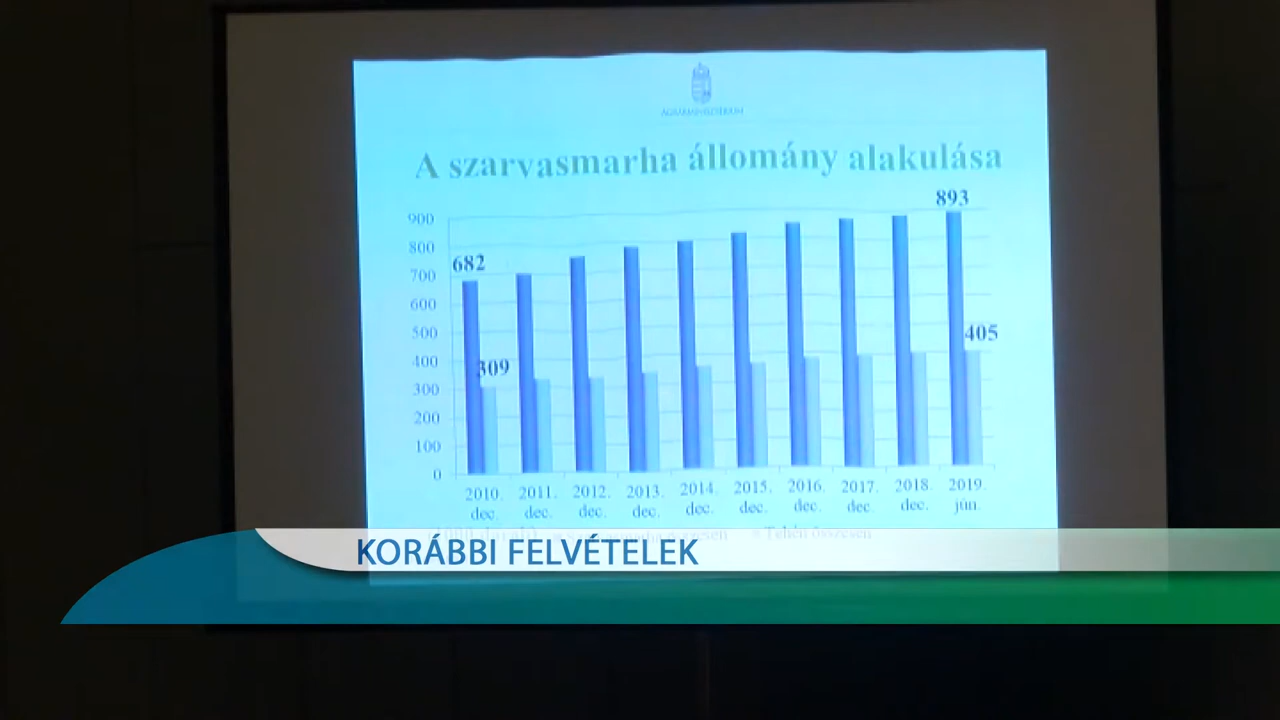 AGRÁRMINISZTÉRIUM
A szarvasmarha állomány alakulása
893
900
800
682
700
600
500
405
400
309
300
200
100
0
2010. 2011. 2012. 2013. 2014. 2015. 2016. 2017. 2018. 2019.
dec. dec. dec. dec. dec. dec. dec. dec. dec. jún.
Tehén összesen
KORÁBBI FELVÉTELEK